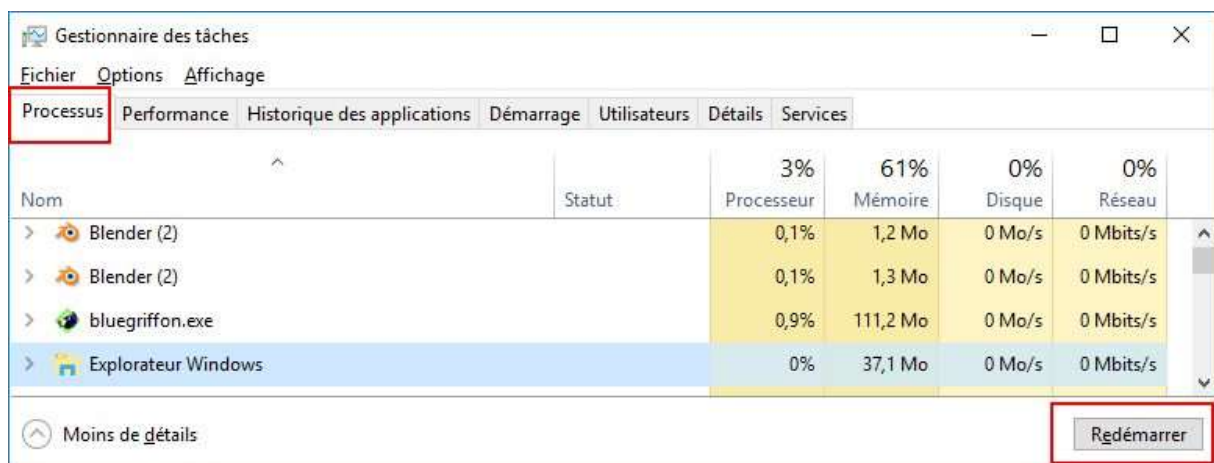 Gestionnaire des tâches
Fichier Options Affichage
Processus Performance Historique des applications Démarrage Utilisateurs Détails Services
3% 61% 0% 0%
Nom Statut Processeur Mémoire Disque Réseau
Blender (2) 0,1% 1,2 Mo 0 Mo/s 0 Mbits/s
Blender (2) 0,1% 1,3 Mo 0 Mo/s 0 Mbits/s
bluegriffon.exe 0,9% 111,2 Mo 0 Mo/s 0 Mbits/s
Explorateur Windows 0% 37,1 Mo 0 Mo/s 0 Mbits/s
Moins de détails Redémarrer